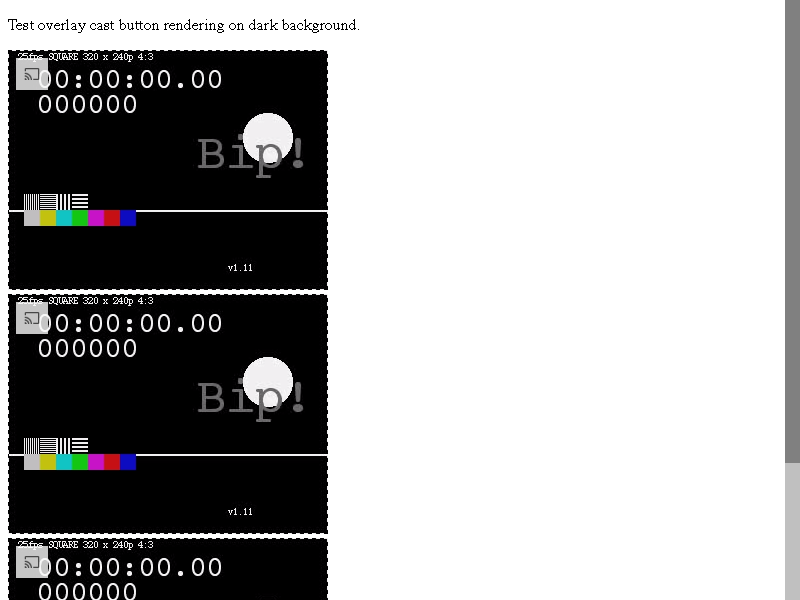 Test overlay cast button rendering on dark background.
25fps SQUARE 320 x 240p 4:3
00:00:00.00
000000
Bip!
v1.11
25fps SQUARE 320 x 240p 4:3
00:00:00.00
000000
Bip!
v1.11
25fps SQUARE 320 x 240p 4:3
00:00:00.00
000000